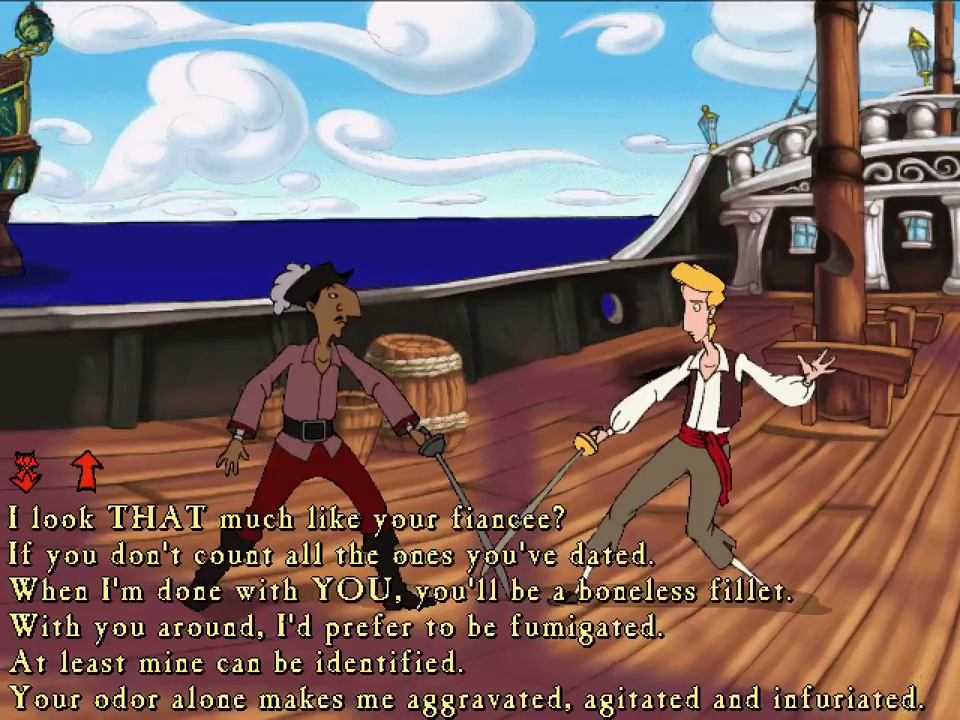 I look THAT much like your fiancee?
If you don't count all the ones you've dated.
When I'm done with YOU, you'll be a boneless fillet.
With you around, I'd prefer to be fumigated.
At least mine can be identified.
Your odor alone makes me aggravated, agitated and infuriated.